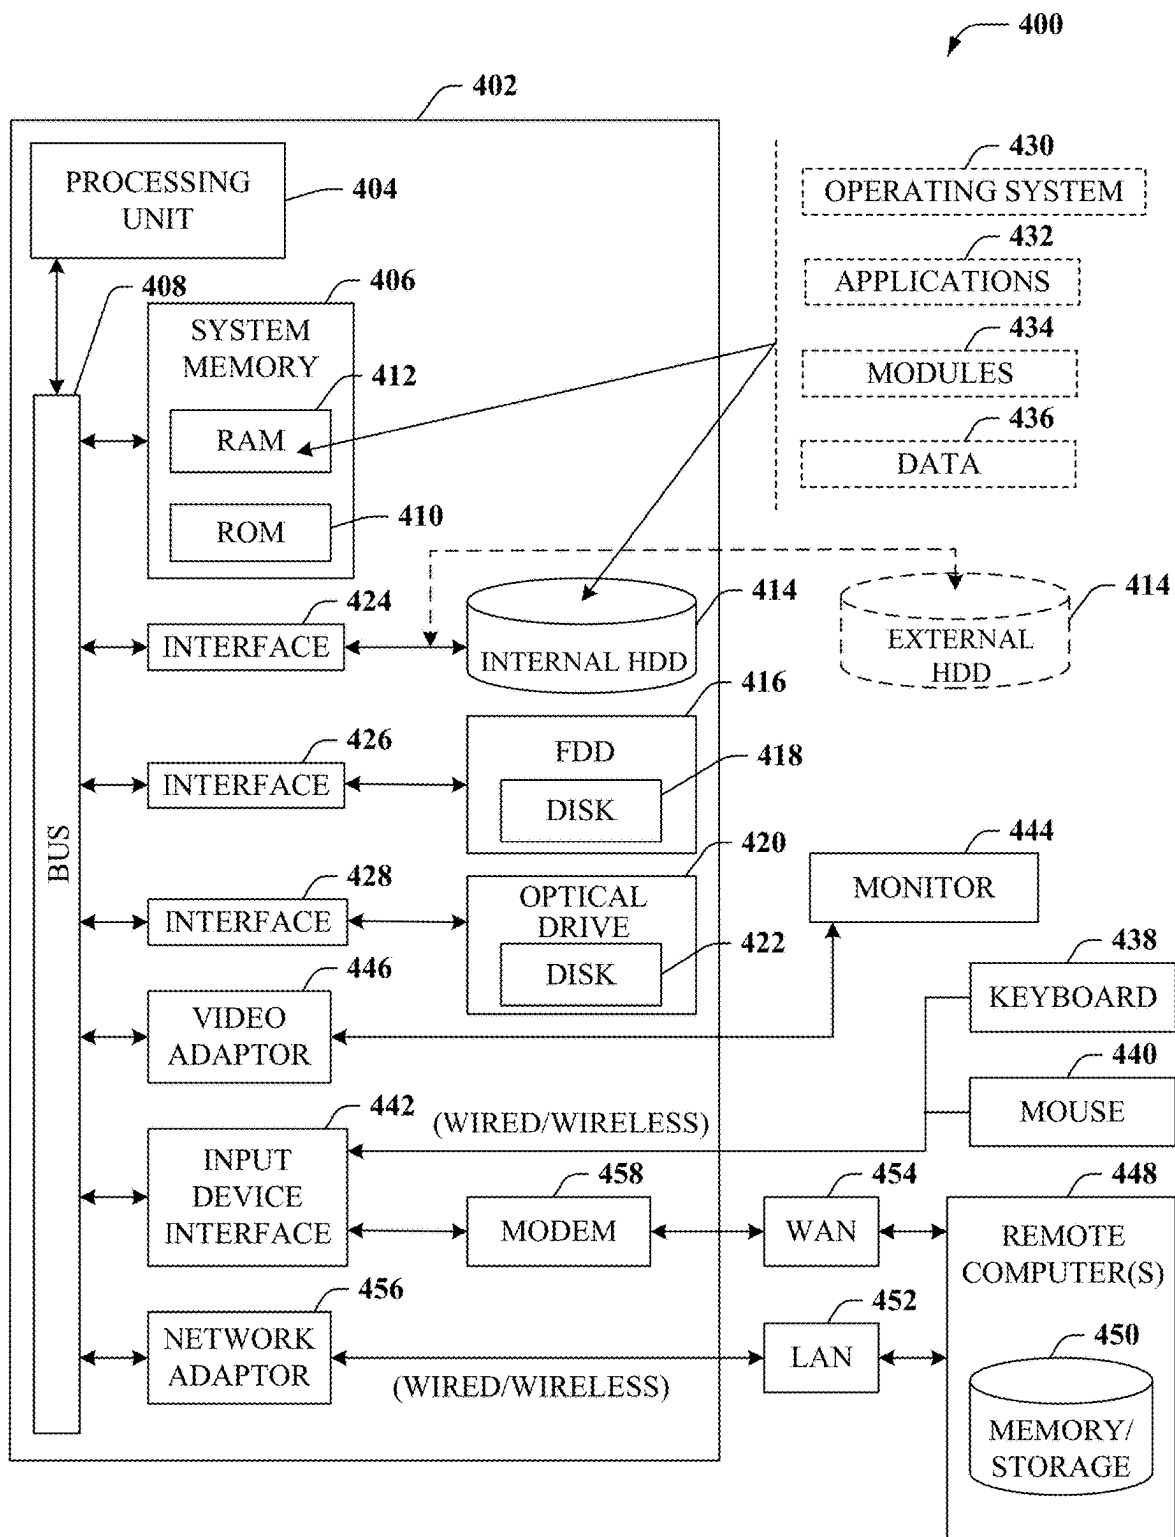 400
402
PROCESSING
UNIT
404
430
OPERATING SYSTEM
432
APPLICATIONS
434
MODULES
436
DATA
408
406
SYSTEM
MEMORY
412
RAM
ROM
410
424
INTERFACE
INTERNAL HDD
414
EXTERNAL
HDD
414
416
426
INTERFACE
FDD
418
DISK
BUS
420
428
INTERFACE
OPTICAL
DRIVE
422
DISK
444
MONITOR
438
KEYBOARD
446
VIDEO
ADAPTOR
440
MOUSE
442
(WIRED/WIRELESS)
INPUT
DEVICE
INTERFACE
458
MODEM
454
WAN
448
REMOTE
COMPUTER(S)
456
NETWORK
ADAPTOR
(WIRED/WIRELESS)
452
LAN
450
MEMORY/
STORAGE